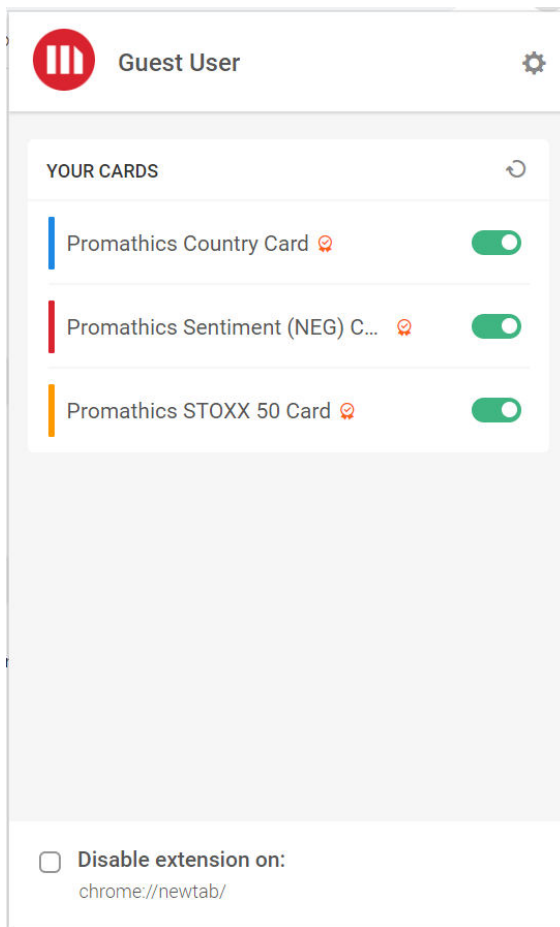 Guest User
YOUR CARDS
Promathics Country Card
Promathics Sentiment (NEG) C...
Promathics STOXX 50 Card
Disable extension on:
chrome://newtab/